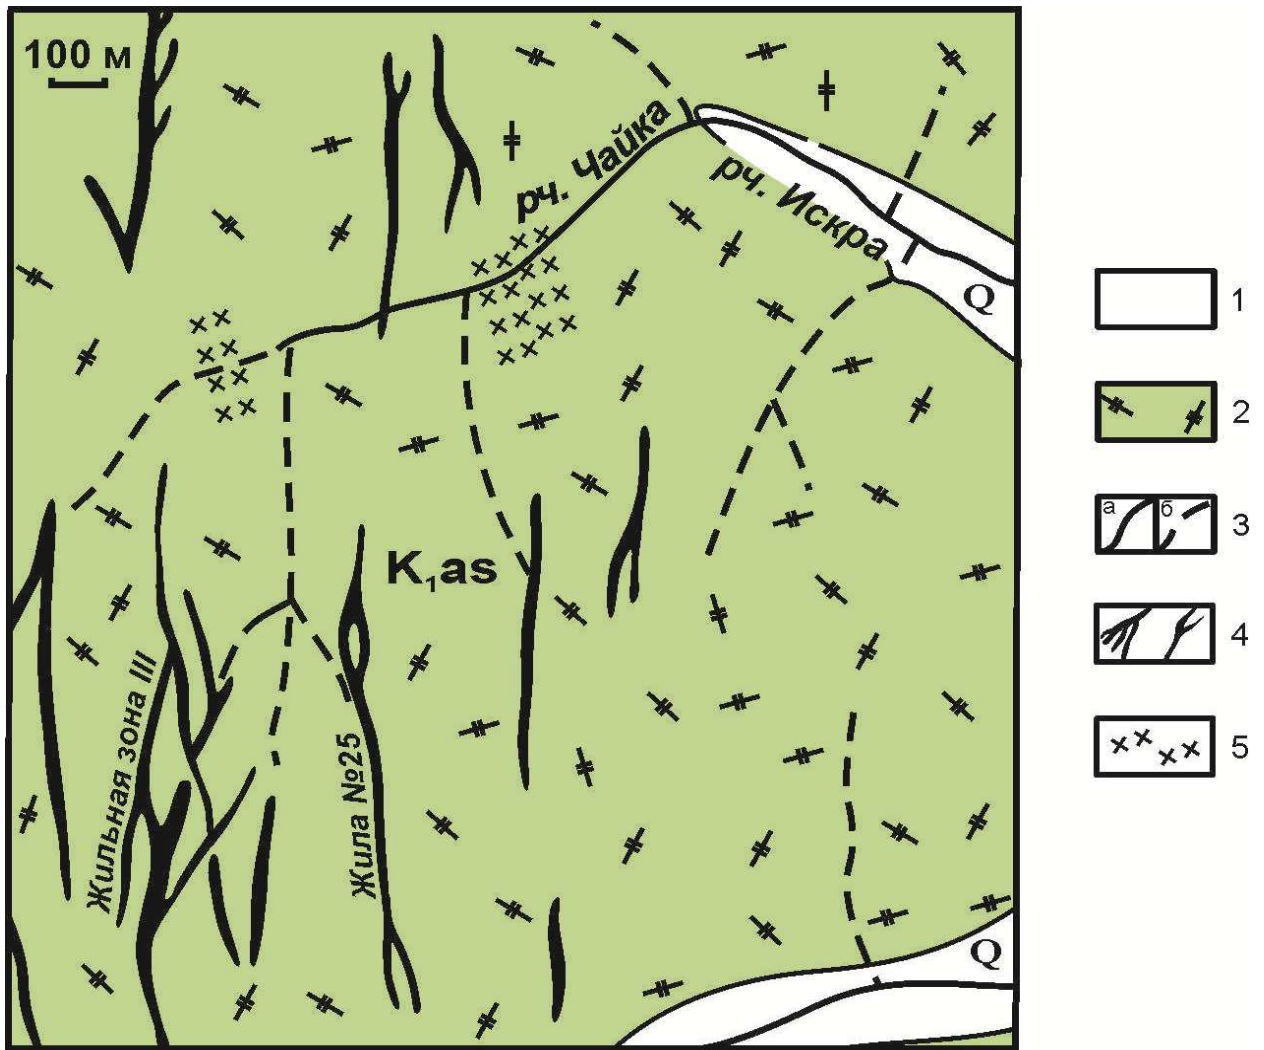 100 м
рч. Чайка
рч. Искра
Q
K₁as
Жильная зона III
Жила №25
Q
1
2
а б 3
4
5